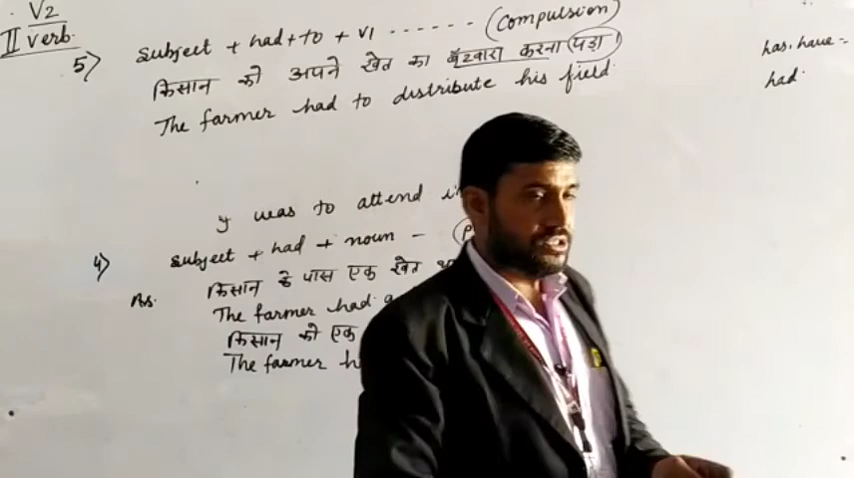 V2
II Verb.
5) Subject + had + to + V1 ------ (Compulsion)
किसान को अपने खेत का बँटवारा करना (पड़ा)
The farmer had to distribute his field
has, have =
had.
I was to attend
4) Subject + had + noun -
Pos. किसान के पास एक खेत था
The farmer had a
किसान को एक
The farmer